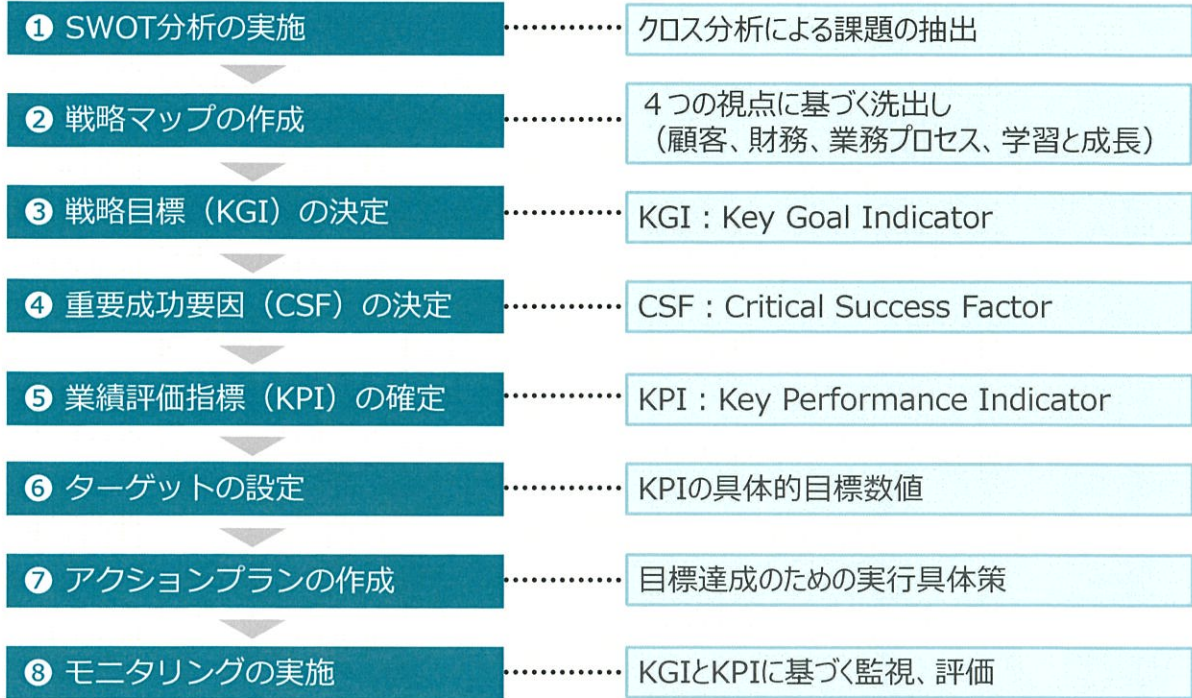 ❶ SWOT分析の実施
クロス分析による課題の抽出
❷ 戦略マップの作成
４つの視点に基づく洗出し
（顧客、財務、業務プロセス、学習と成長）
❸ 戦略目標（KGI）の決定
KGI：Key Goal Indicator
❹ 重要成功要因（CSF）の決定
CSF：Critical Success Factor
❺ 業績評価指標（KPI）の確定
KPI：Key Performance Indicator
❻ ターゲットの設定
KPIの具体的目標数値
❼ アクションプランの作成
目標達成のための実行具体策
❽ モニタリングの実施
KGIとKPIに基づく監視、評価